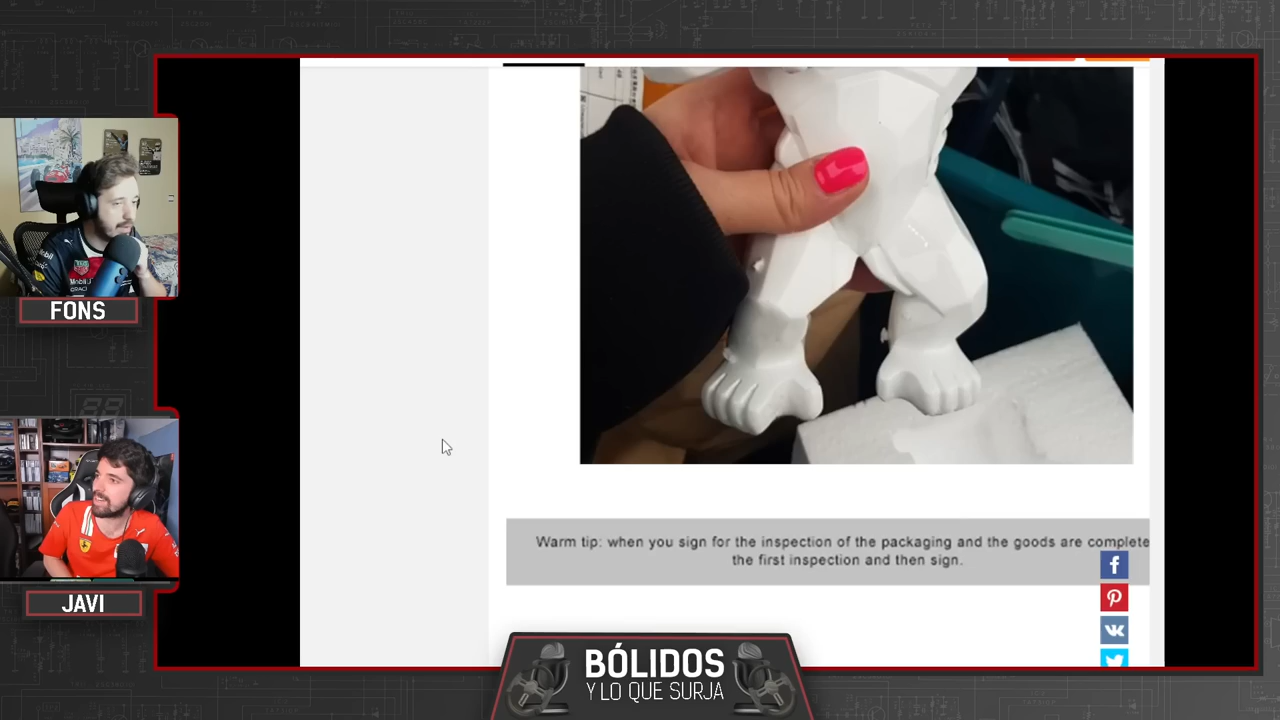 FONS
JAVI
Warm tip: when you sign for the inspection of the packaging and the goods are complete
the first inspection and then sign.
BÓLIDOS
Y LO QUE SURJA